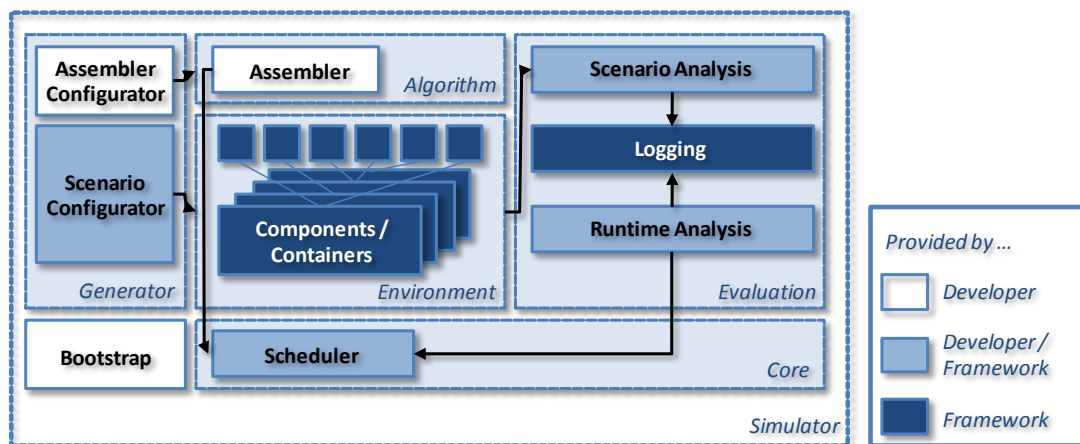 Assembler
Configurator
Scenario
Configurator
Generator
Assembler
Algorithm
Components /
Containers
Environment
Scenario Analysis
Logging
Runtime Analysis
Evaluation
Bootstrap
Scheduler
Core
Simulator
Provided by ...
Developer
Developer /
Framework
Framework